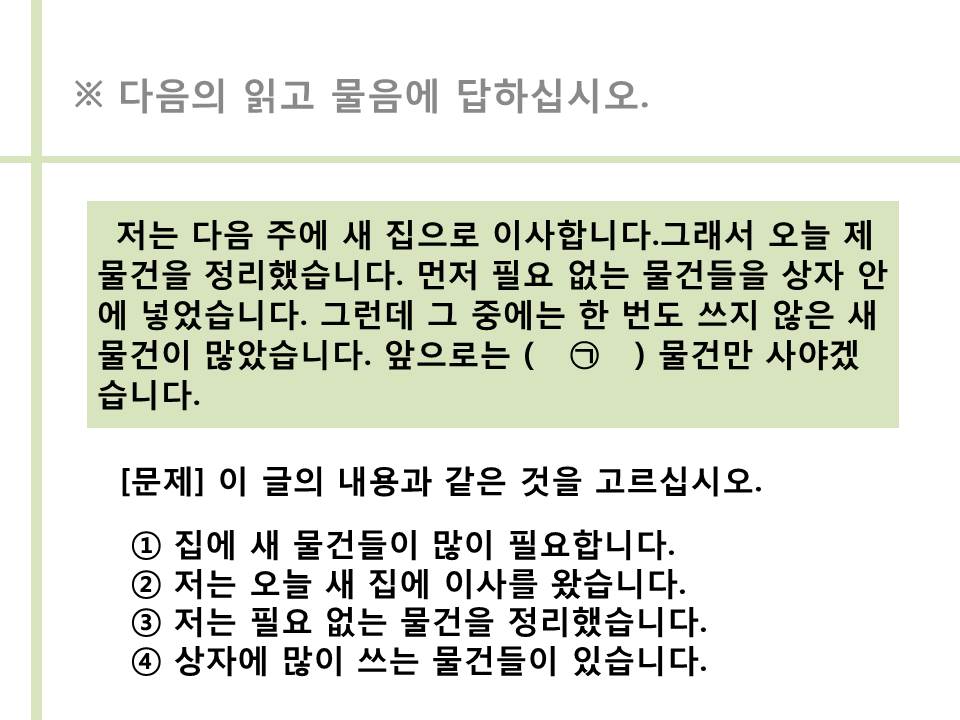 ※ 다음의 읽고 물음에 답하십시오.
저는 다음 주에 새 집으로 이사합니다.그래서 오늘 제
물건을 정리했습니다. 먼저 필요 없는 물건들을 상자 안
에 넣었습니다. 그런데 그 중에는 한 번도 쓰지 않은 새
물건이 많았습니다. 앞으로는 ( ㉠ ) 물건만 사야겠
습니다.
[문제] 이 글의 내용과 같은 것을 고르십시오.
① 집에 새 물건들이 많이 필요합니다.
② 저는 오늘 새 집에 이사를 왔습니다.
③ 저는 필요 없는 물건을 정리했습니다.
④ 상자에 많이 쓰는 물건들이 있습니다.